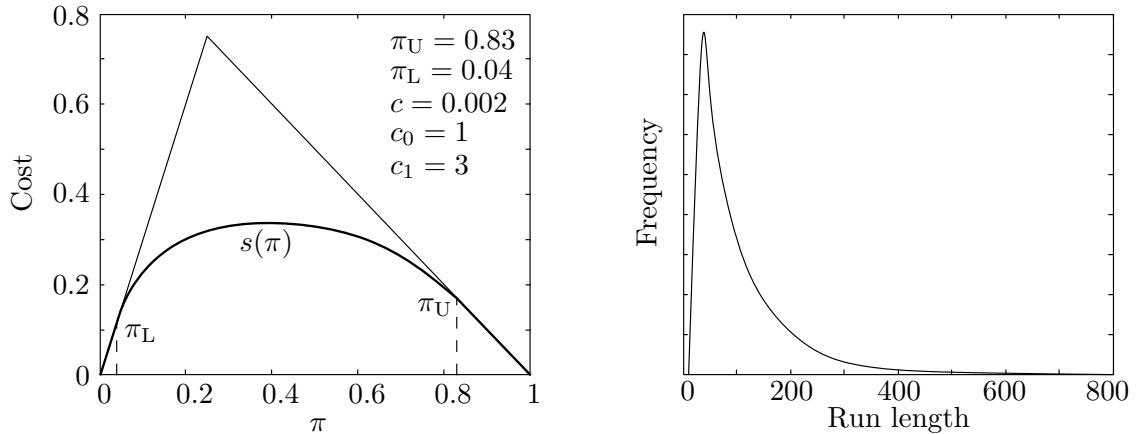 0.8
0.6
0.4
0.2
0
Cost
π_U = 0.83
π_L = 0.04
c = 0.002
c_0 = 1
c_1 = 3
s(π)
π_L
π_U
0 0.2 0.4 0.6 0.8 1
π
Frequency
0 200 400 600 800
Run length